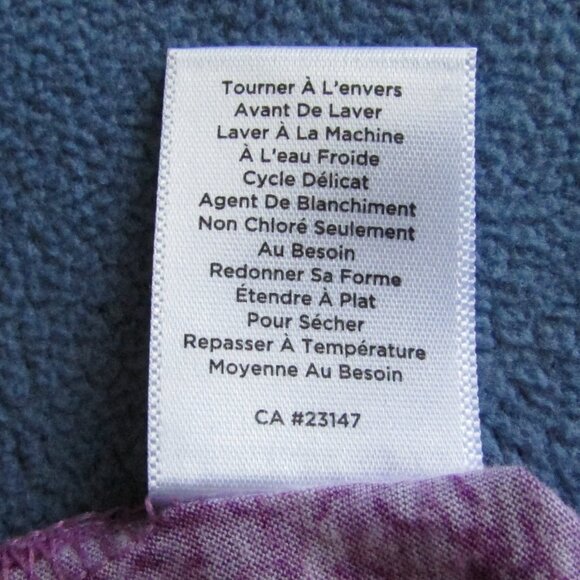 Tourner À L'envers
Avant De Laver
Laver À La Machine
À L'eau Froide
Cycle Délicat
Agent De Blanchiment
Non Chloré Seulement
Au Besoin
Redonner Sa Forme
Étendre À Plat
Pour Sécher
Repasser À Température
Moyenne Au Besoin
CA #23147